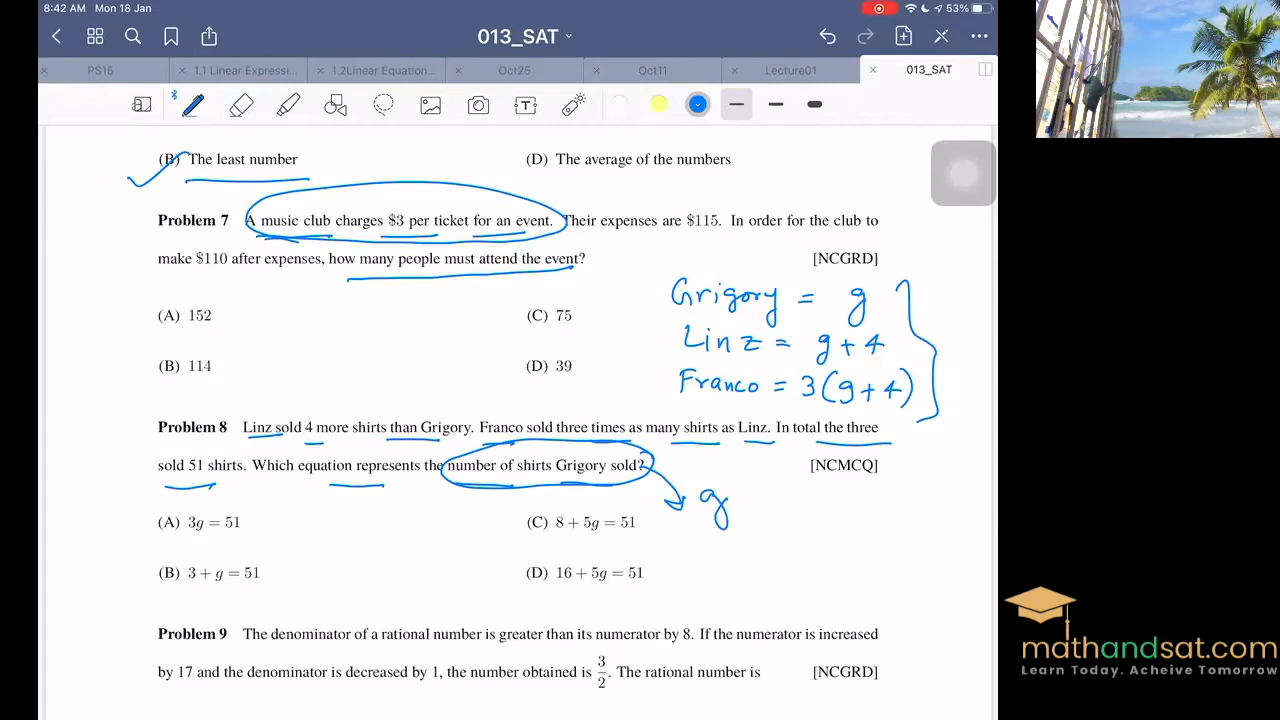 8:42 AM Mon 18 Jan
53%
013_SAT
PS15
1.1 Linear Expressi...
1.2Linear Equation...
Oct25
Oct11
Lecture01
013_SAT
(B) The least number
(D) The average of the numbers
Problem 7 A music club charges $3 per ticket for an event. Their expenses are $115. In order for the club to
make $110 after expenses, how many people must attend the event? [NCGRD]
(A) 152
(C) 75
(B) 114
(D) 39
Grigory = g
Linz = g + 4
Franco = 3(g+4)
Problem 8 Linz sold 4 more shirts than Grigory. Franco sold three times as many shirts as Linz. In total the three
sold 51 shirts. Which equation represents the number of shirts Grigory sold? [NCMCQ]
g
(A) 3g = 51
(C) 8 + 5g = 51
(B) 3 + g = 51
(D) 16 + 5g = 51
Problem 9 The denominator of a rational number is greater than its numerator by 8. If the numerator is increased
by 17 and the denominator is decreased by 1, the number obtained is 3/2. The rational number is [NCGRD]
mathandsat.com
Learn Today. Acheive Tomorrow